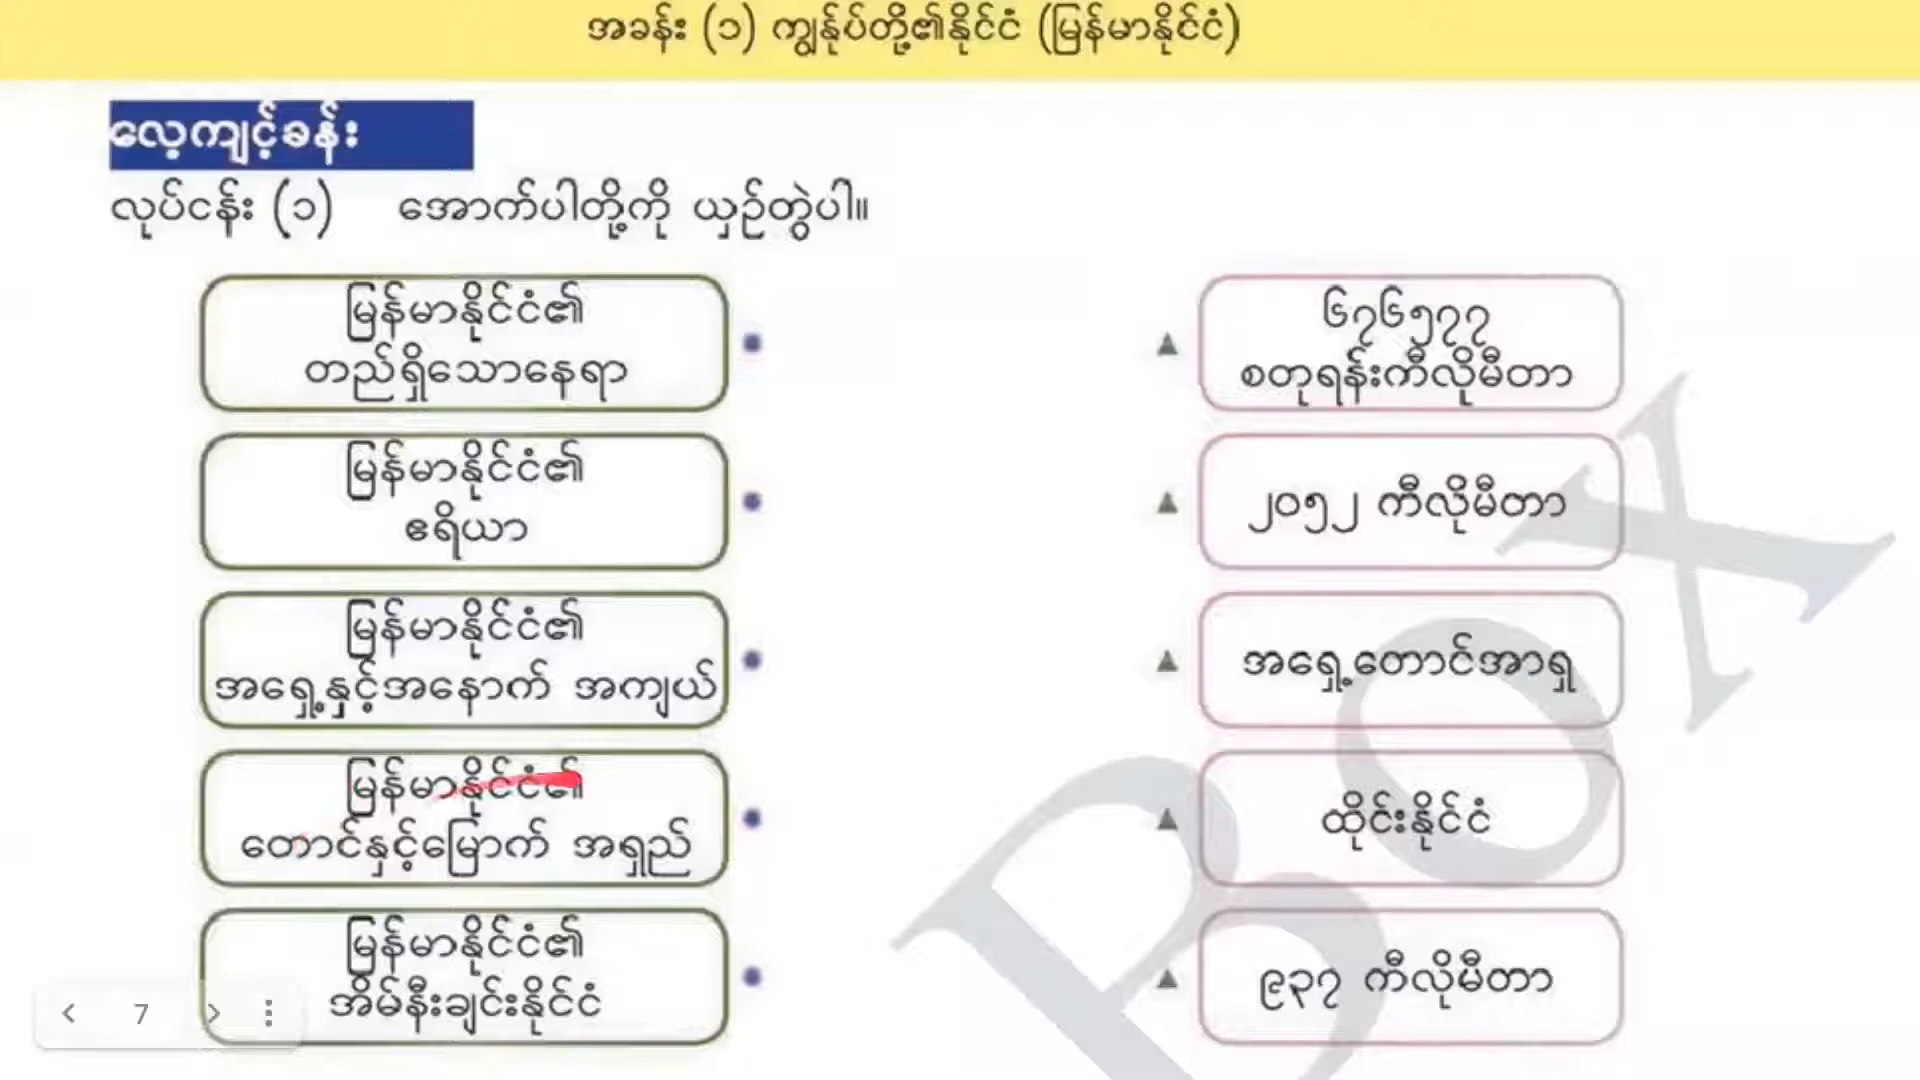 အခန်း (၁) ကျွန်ုပ်တို့၏နိုင်ငံ (မြန်မာနိုင်ငံ)
လေ့ကျင့်ခန်း
လုပ်ငန်း (၁) အောက်ပါတို့ကို ယှဉ်တွဲပါ။
မြန်မာနိုင်ငံ၏
တည်ရှိသောနေရာ
၆၇၆၅၇၇
စတုရန်းကီလိုမီတာ
မြန်မာနိုင်ငံ၏
ဧရိယာ
၂၀၅၂ ကီလိုမီတာ
မြန်မာနိုင်ငံ၏
အရှေ့နှင့်အနောက် အကျယ်
အရှေ့တောင်အာရှ
မြန်မာနိုင်ငံ၏
တောင်နှင့်မြောက် အရှည်
ထိုင်းနိုင်ငံ
မြန်မာနိုင်ငံ၏
အိမ်နီးချင်းနိုင်ငံ
၉၃၇ ကီလိုမီတာ
Box
7